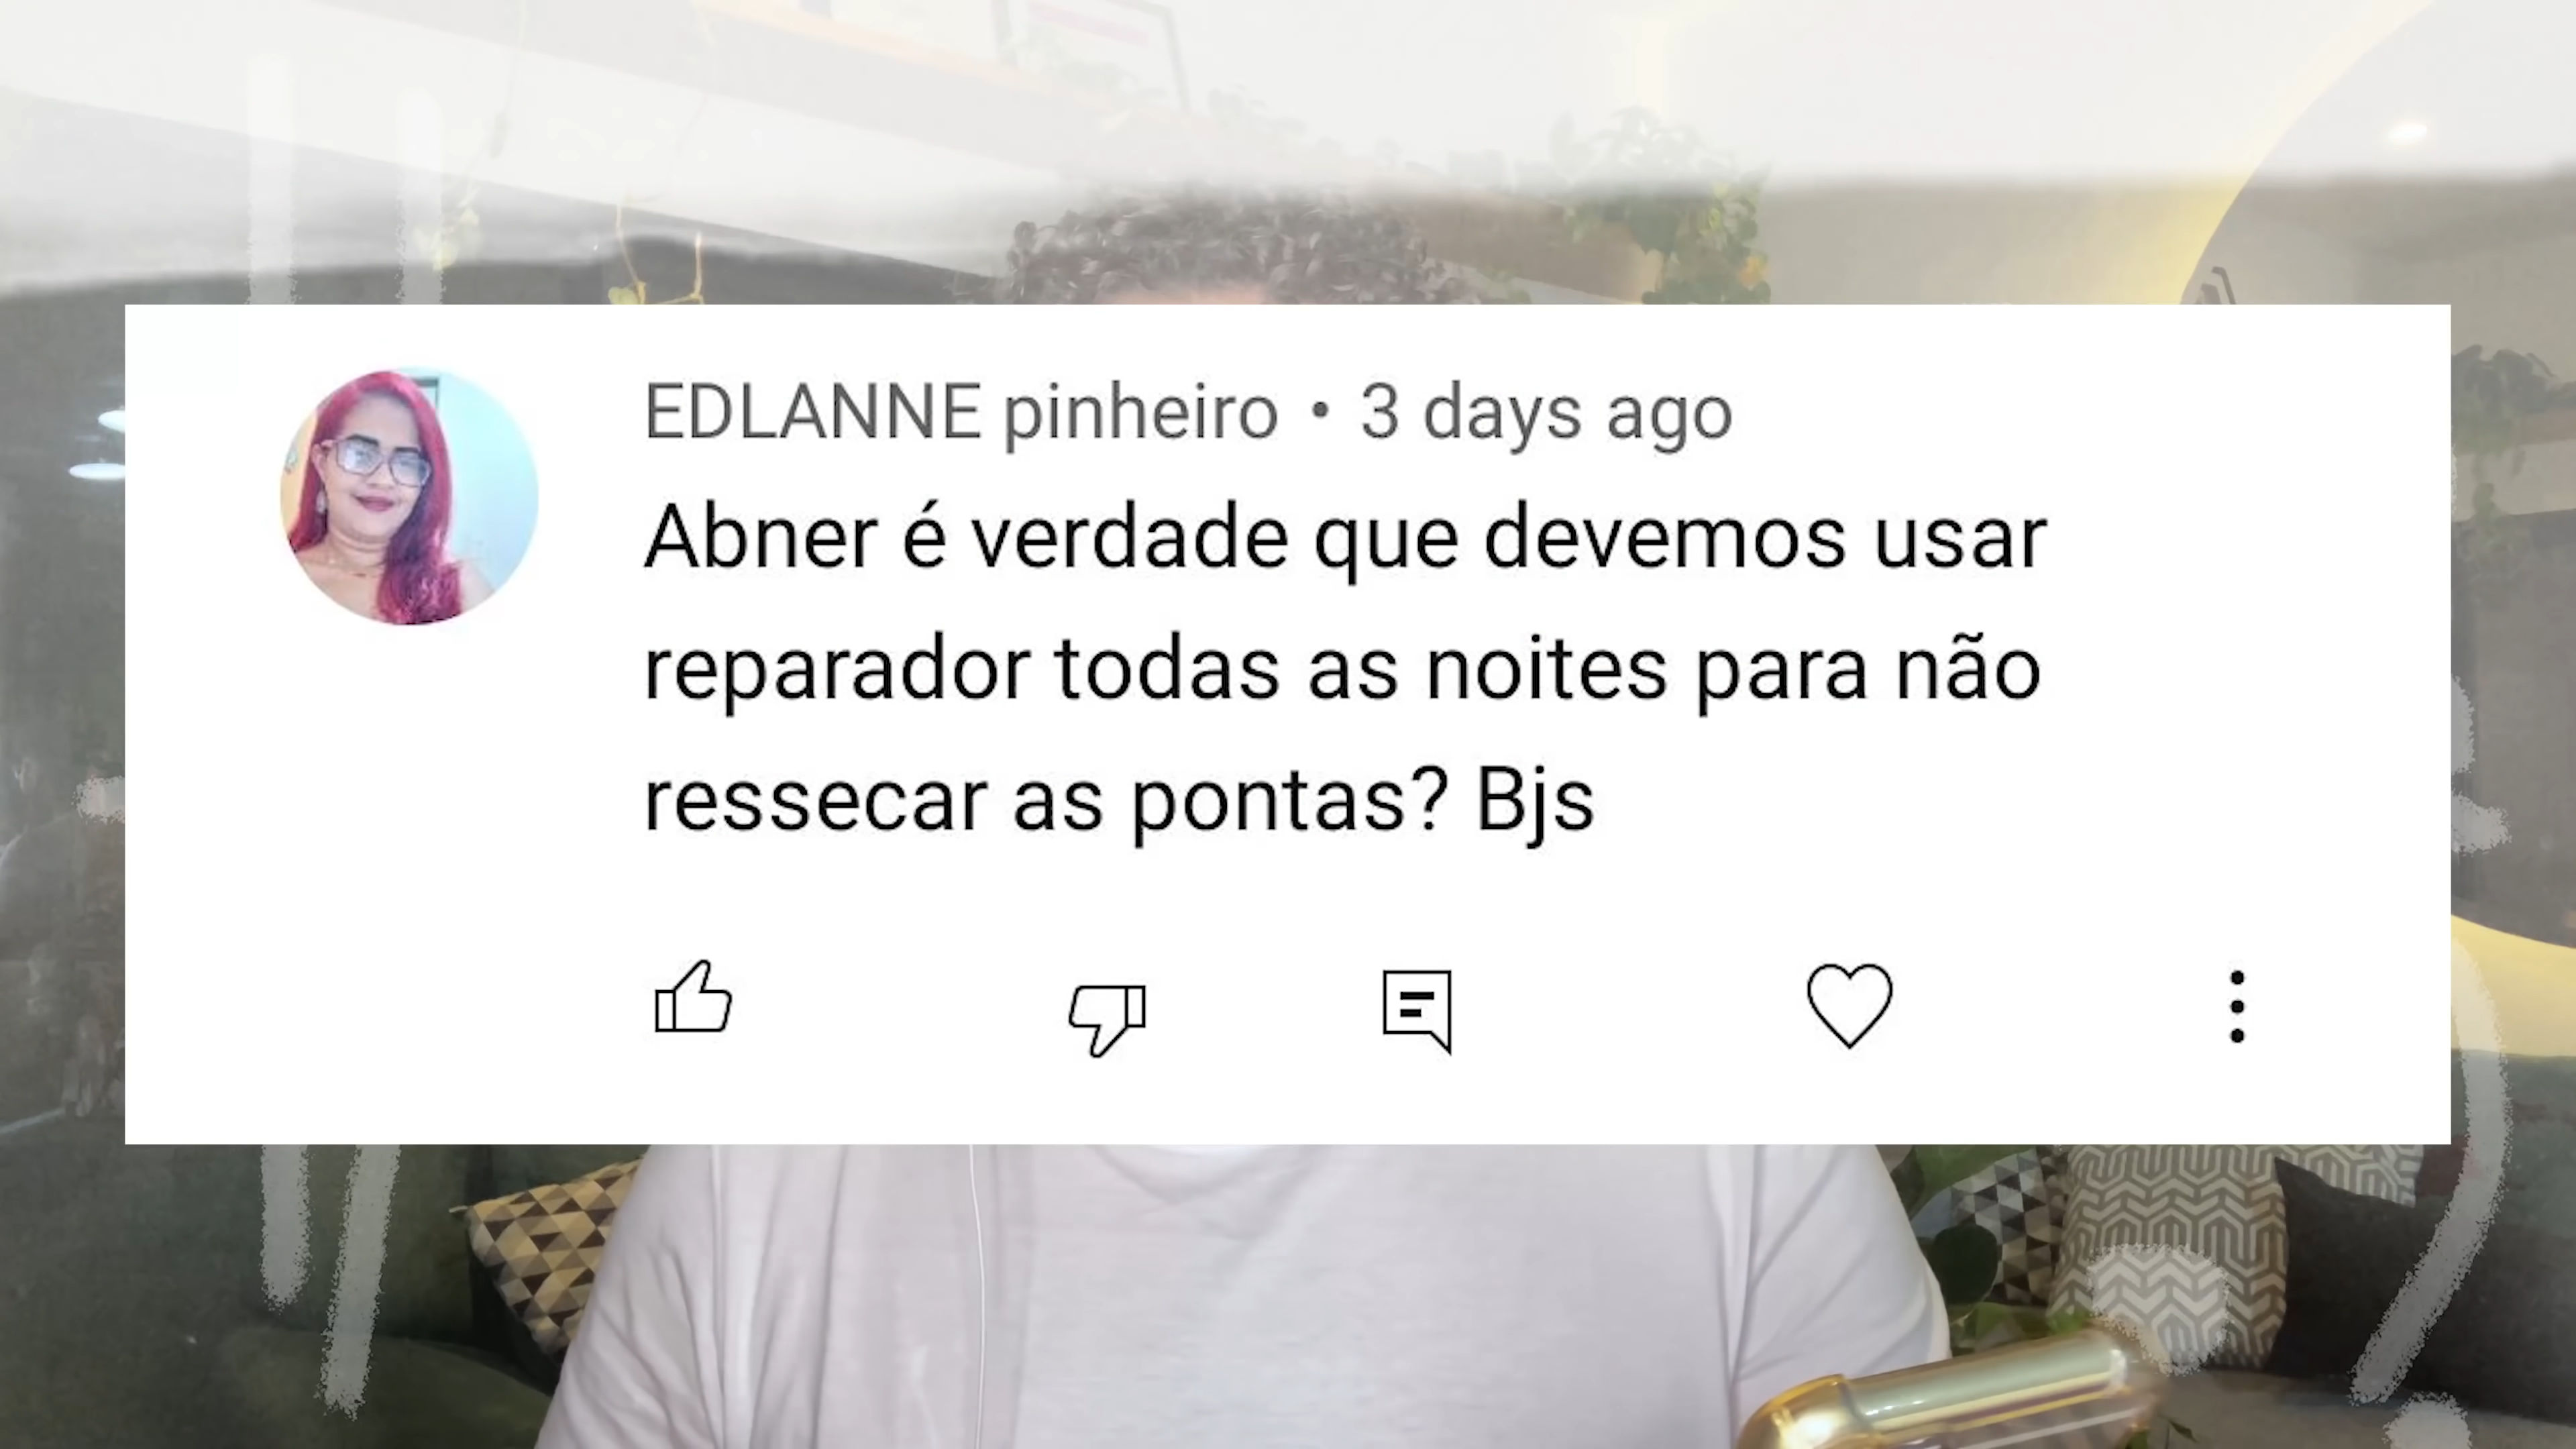 EDLANNE pinheiro • 3 days ago
Abner é verdade que devemos usar
reparador todas as noites para não
ressecar as pontas? Bjs